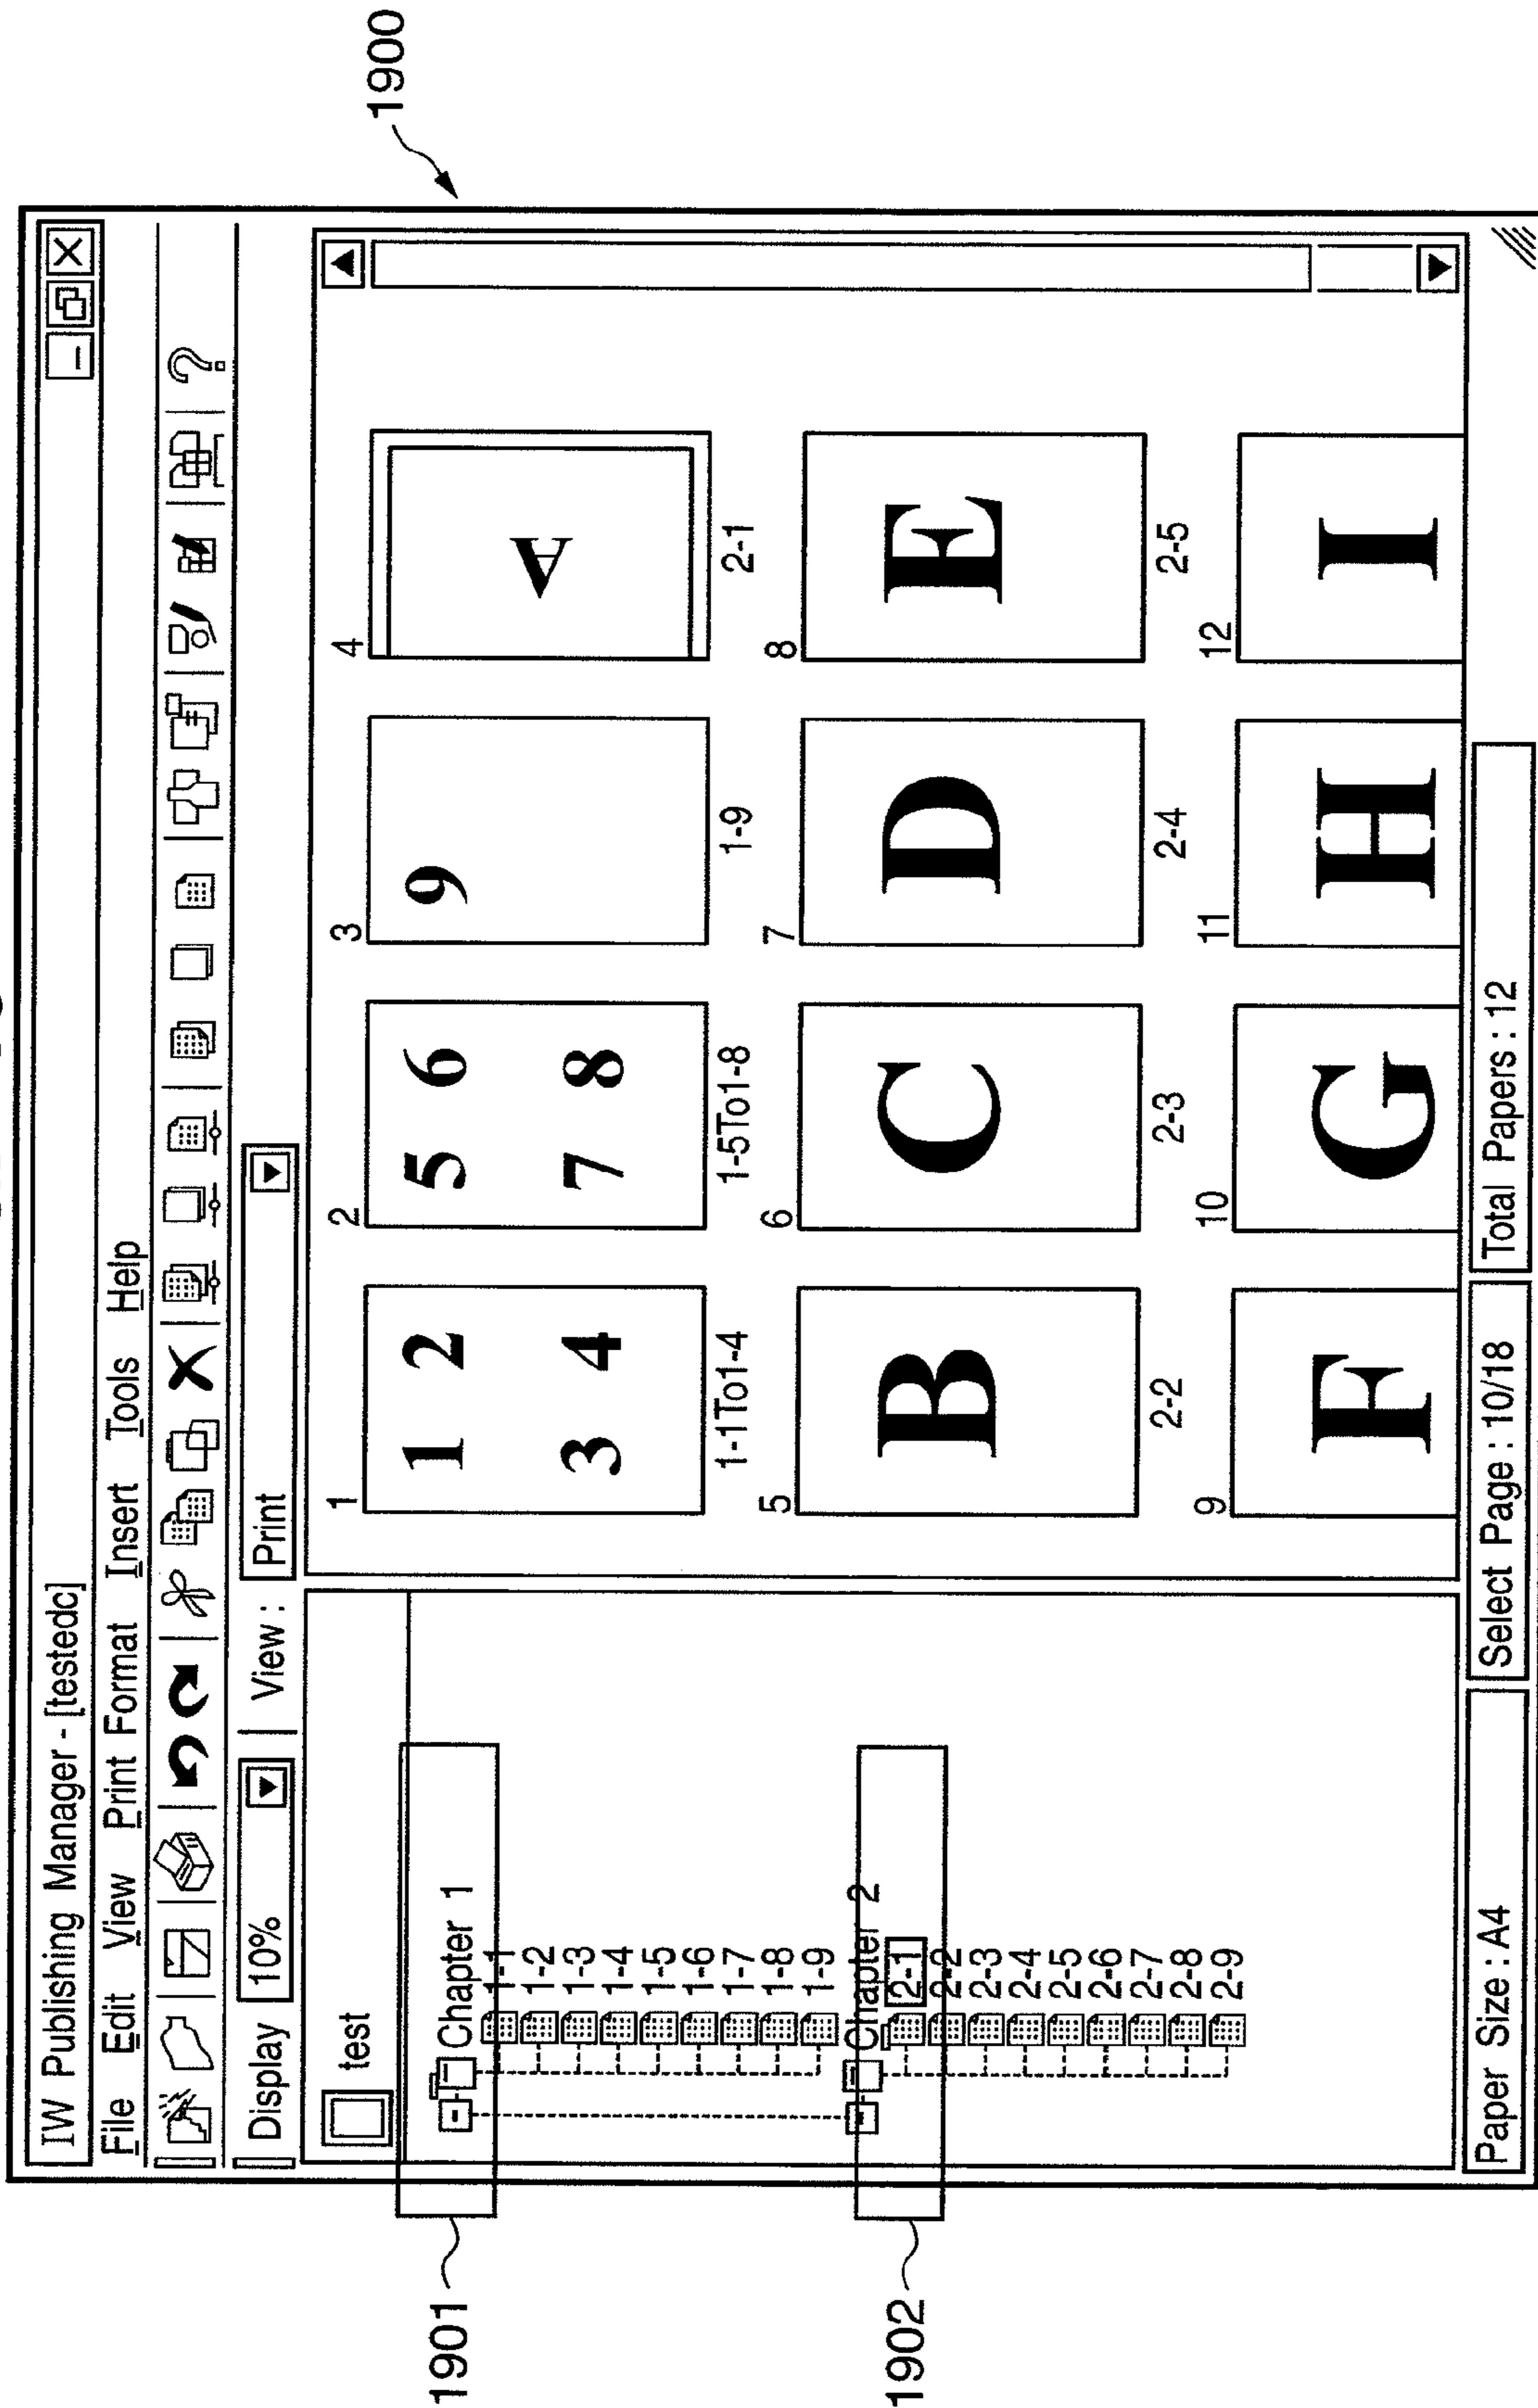 1900
IW Publishing Manager - [testedc]
File Edit View Print Format Insert Tools Help
?
Display 10% View : Print
test
1901
Chapter 1
1-1
1-2
1-3
1-4
1-5
1-6
1-7
1-8
1-9
1902
Chapter 2
2-1
2-2
2-3
2-4
2-5
2-6
2-7
2-8
2-9
1 2 3 4
1 2 5 6 9 A
3 4 7 8
1-1To1-4 1-5To1-8 1-9 2-1
5 6 7 8
B C D E
2-2 2-3 2-4 2-5
9 10 11 12
F G H I
Paper Size : A4 Select Page : 10/18 Total Papers : 12